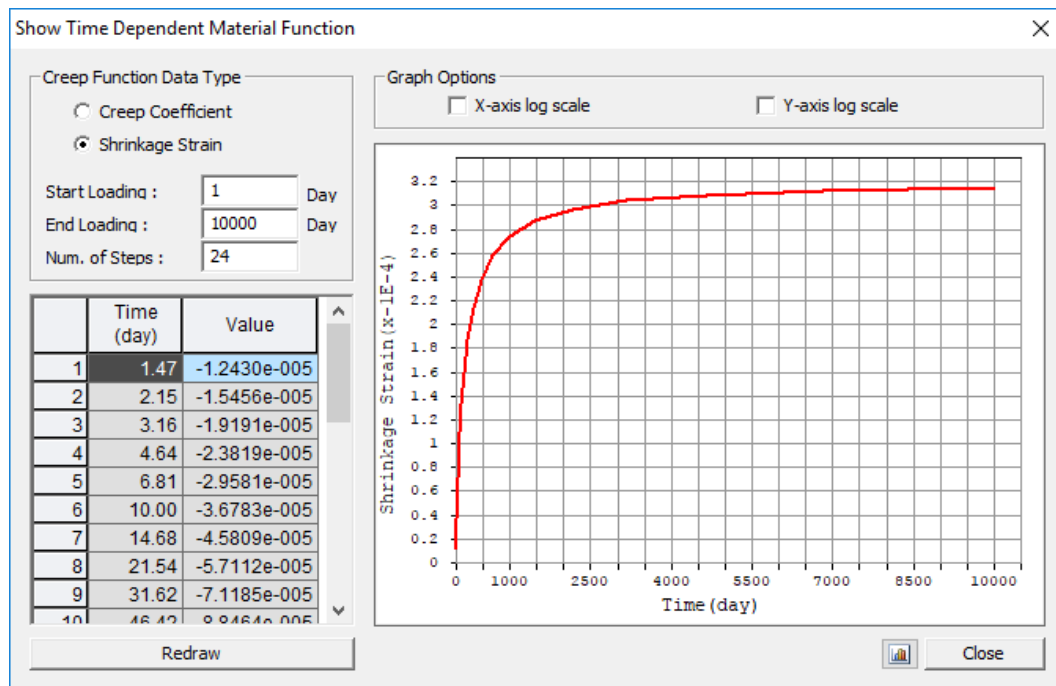 Show Time Dependent Material Function
Creep Function Data Type
Creep Coefficient
Shrinkage Strain
Start Loading : 1 Day
End Loading : 10000 Day
Num. of Steps : 24
Time (day) Value
1 1.47 -1.2430e-005
2 2.15 -1.5456e-005
3 3.16 -1.9191e-005
4 4.64 -2.3819e-005
5 6.81 -2.9581e-005
6 10.00 -3.6783e-005
7 14.68 -4.5809e-005
8 21.54 -5.7112e-005
9 31.62 -7.1185e-005
10 46.42 -8.8464e-005
Redraw
Graph Options
X-axis log scale
Y-axis log scale
Shrinkage Strain(x-1E-4)
3.2
3
2.8
2.6
2.4
2.2
2
1.8
1.6
1.4
1.2
1
0.8
0.6
0.4
0.2
0
0 1000 2500 4000 5500 7000 8500 10000
Time(day)
Close